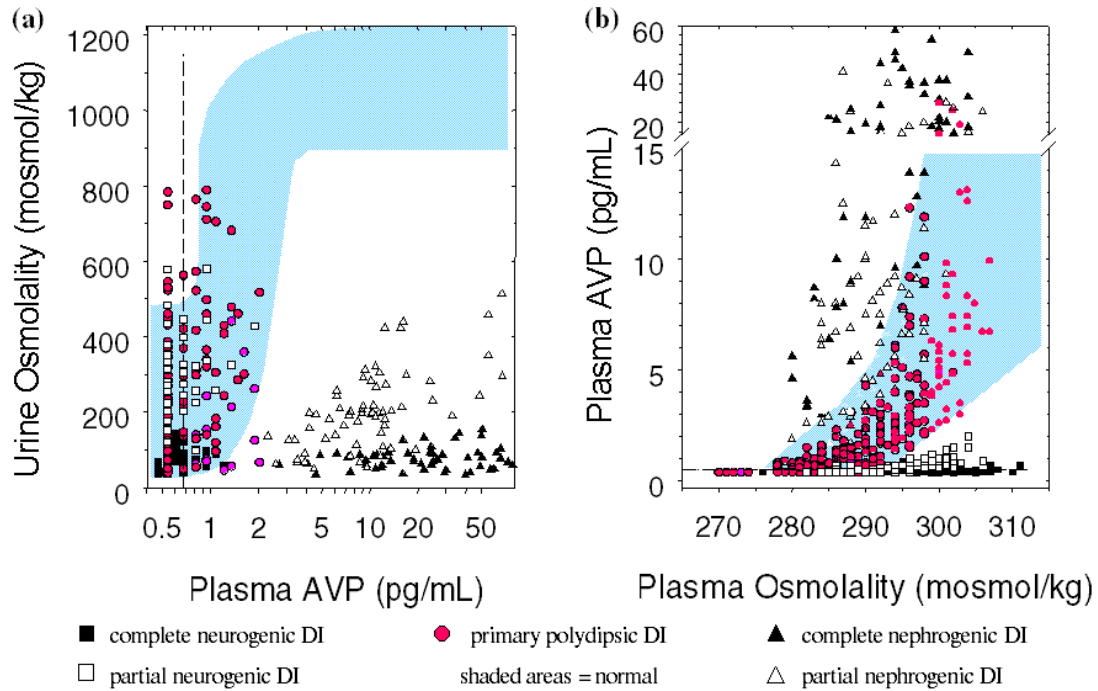 (a)
Urine Osmolality (mosmol/kg)
1200
1000
800
600
400
200
0
0.5 1 2 5 10 20 50
Plasma AVP (pg/mL)
(b)
Plasma AVP (pg/mL)
60
40
20
15
10
5
0
270 280 290 300 310
Plasma Osmolality (mosmol/kg)
complete neurogenic DI
primary polydipsic DI
complete nephrogenic DI
partial neurogenic DI
shaded areas = normal
partial nephrogenic DI